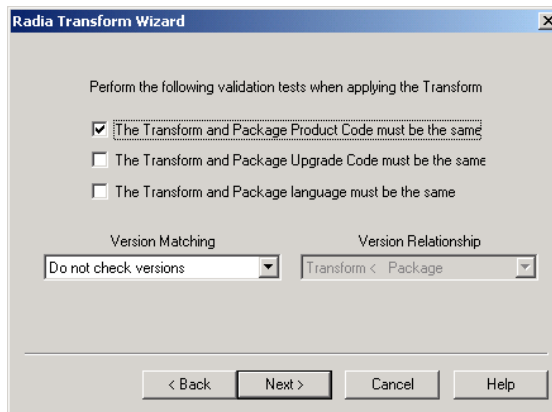 Radia Transform Wizard
Perform the following validation tests when applying the Transform
The Transform and Package Product Code must be the same
The Transform and Package Upgrade Code must be the same
The Transform and Package language must be the same
Version Matching
Version Relationship
Do not check versions
Transform < Package
< Back
Next >
Cancel
Help